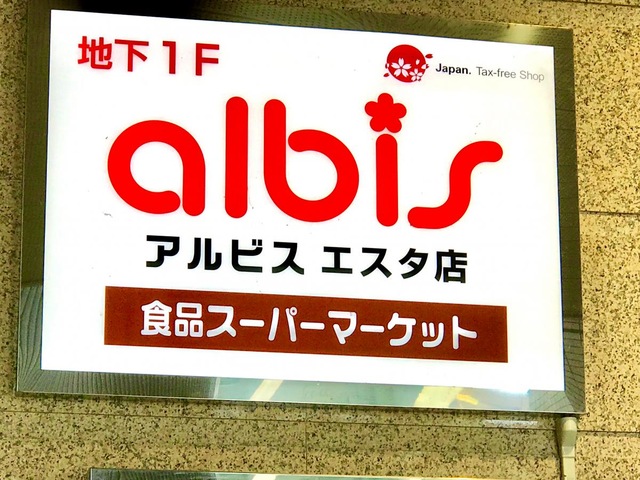 地下1F
Japan. Tax-free Shop
albis
アルビス エスタ店
食品スーパーマーケット